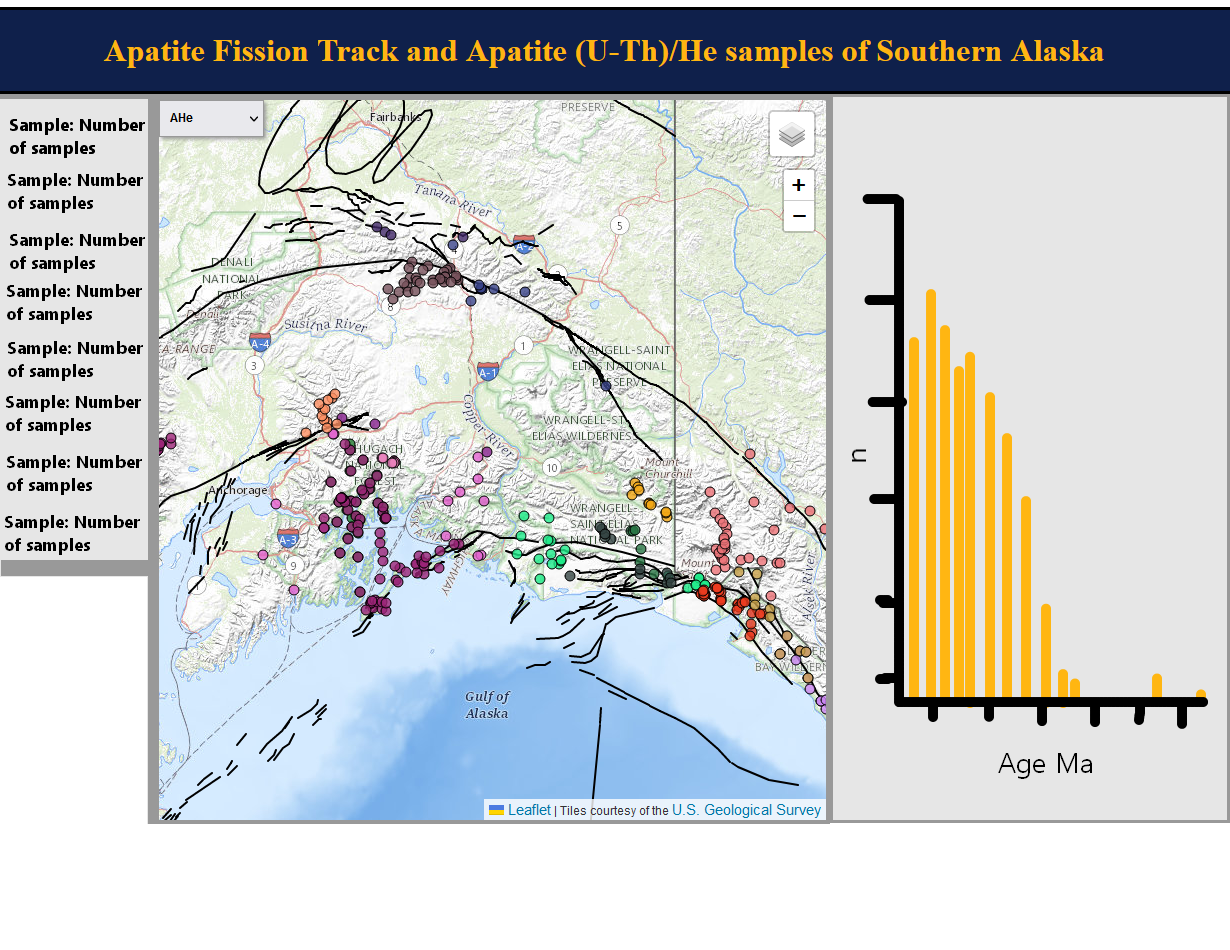 Apatite Fission Track and Apatite (U-Th)/He samples of Southern Alaska
Sample: Number
of samples
Sample: Number
of samples
Sample: Number
of samples
Sample: Number
of samples
Sample: Number
of samples
Sample: Number
of samples
Sample: Number
of samples
Sample: Number
of samples
AHe
PRESERVE
Fairbanks
+
−
Tanana River
5
A-2
4
DENALI
NATIONAL
PARK
8
Denali
Susitna River
A-4
A RANGE
3
1
A-1
WRANGELL-SAINT
ELIAS NATIONAL
PRESERVE
Copper River
WRANGELL-ST
ELIAS WILDERNESS
CHUGACH
NATIONAL
FOREST
10
Mount
Churchill
Anchorage
WRANGELL-
SAINT ELIAS
NATIONAL PARK
A-3
9
HIGHWAY
Mount
1
Alsek River
BAY WILDERN
Gulf of
Alaska
Leaflet | Tiles courtesy of the U.S. Geological Survey
n
Age Ma